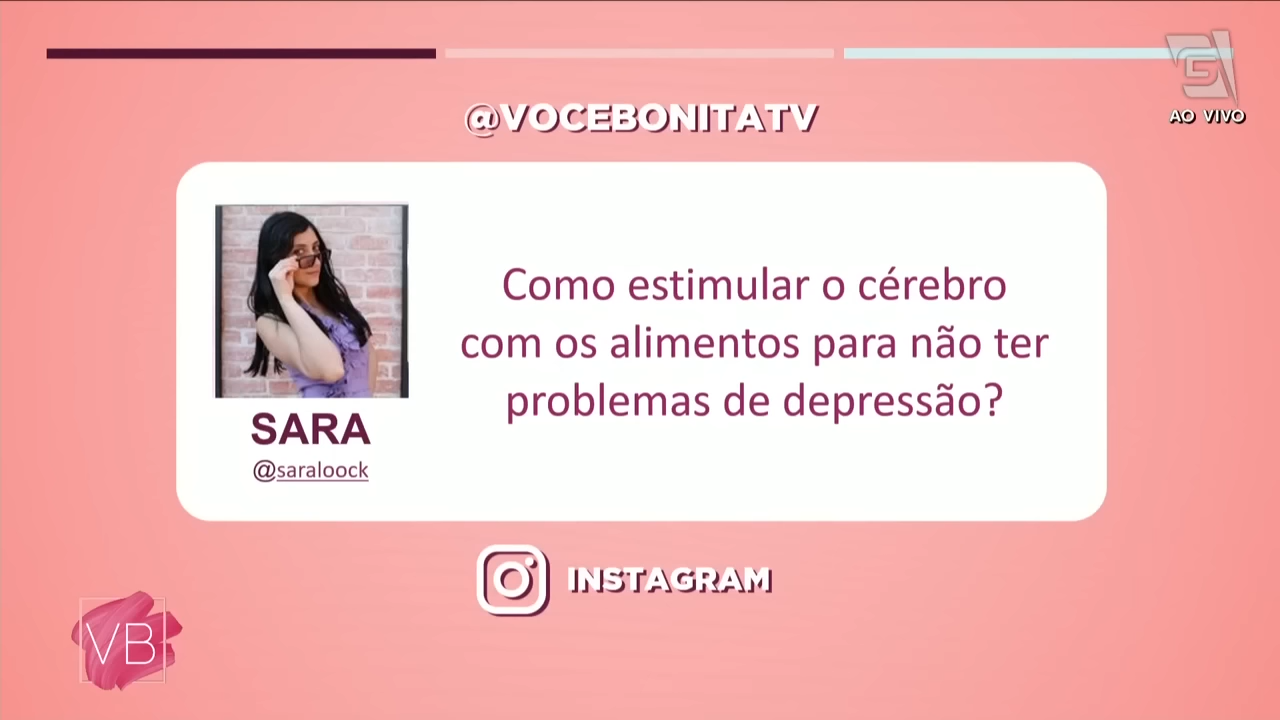 @VOCEBONITATV
AO VIVO
Como estimular o cérebro
com os alimentos para não ter
problemas de depressão?
SARA
@saraloock
INSTAGRAM
VB